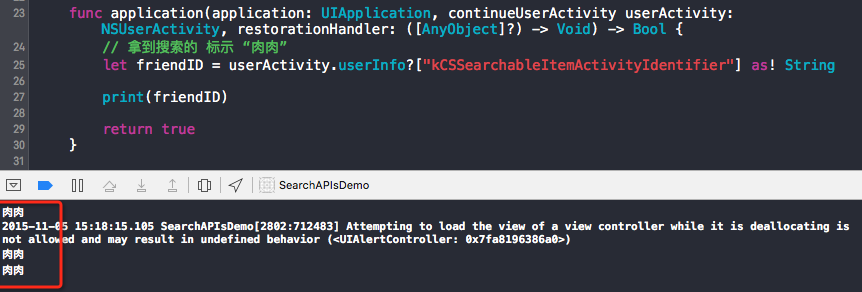 23 func application(application: UIApplication, continueUserActivity userActivity:
NSUserActivity, restorationHandler: ([AnyObject]?) -> Void) -> Bool {
24 // 拿到搜索的 标示 “肉肉”
25 let friendID = userActivity.userInfo?["kCSSearchableItemActivityIdentifier"] as! String
26
27 print(friendID)
28
29 return true
30 }
31
SearchAPIsDemo
肉肉
2015-11-05 15:18:15.105 SearchAPIsDemo[2802:712483] Attempting to load the view of a view controller while it is deallocating is
not allowed and may result in undefined behavior (<UIAlertController: 0x7fa8196386a0>)
肉肉
肉肉